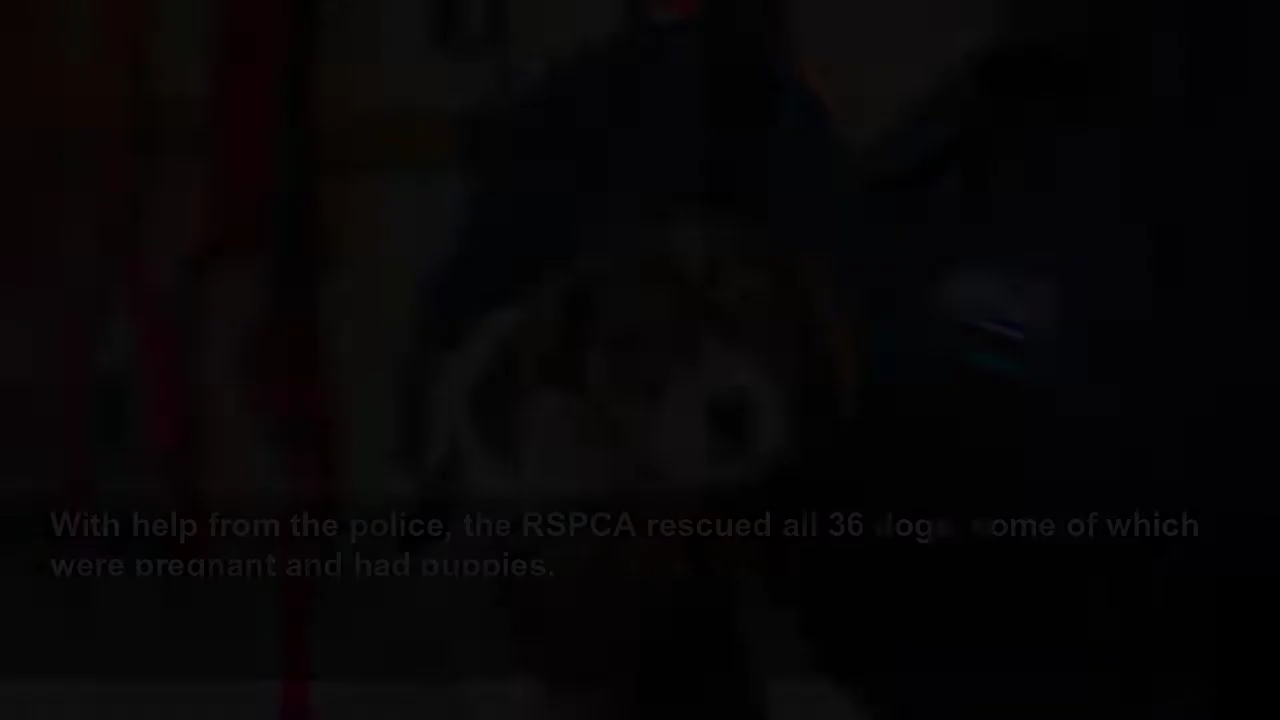 With help from the police, the RSPCA rescued all 36 dogs, some of which
were pregnant and had puppies.